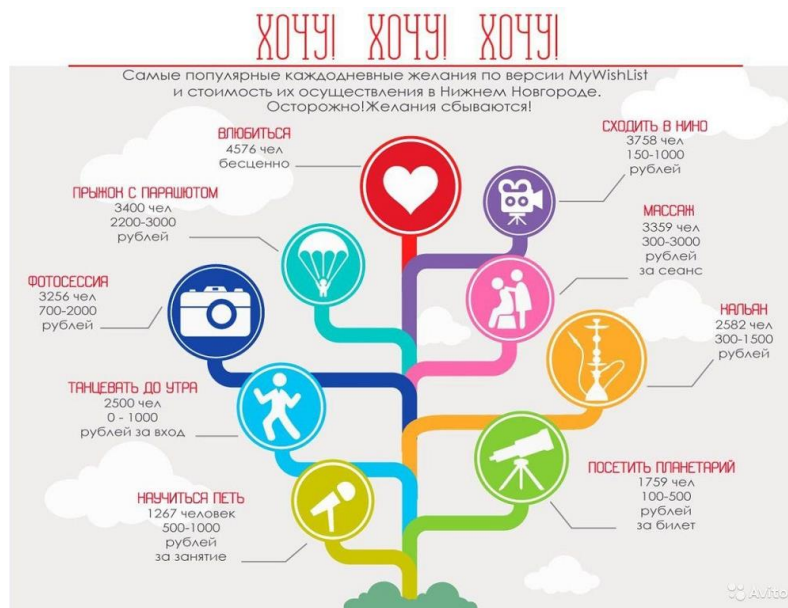 ХОЧУ! ХОЧУ! ХОЧУ!
Самые популярные каждодневные желания по версии MyWishList
и стоимость их осуществления в Нижнем Новгороде.
Осторожно!Желания сбываются!
ВЛЮБИТЬСЯ
4576 чел
бесценно
СХОДИТЬ В КИНО
3758 чел
150-1000
рублей
ПРЫЖОК С ПАРАШЮТОМ
3400 чел
2200-3000
рублей
МАССАЖ
3359 чел
300-3000
рублей
за сеанс
ФОТОСЕССИЯ
3256 чел
700-2000
рублей
КАЛЬЯН
2582 чел
300-1500
рублей
ТАНЦЕВАТЬ ДО УТРА
2500 чел
0 - 1000
рублей за вход
ПОСЕТИТЬ ПЛАНЕТАРИЙ
1759 чел
100-500
рублей
за билет
НАУЧИТЬСЯ ПЕТЬ
1267 человек
500-1000
рублей
за занятие
Avito